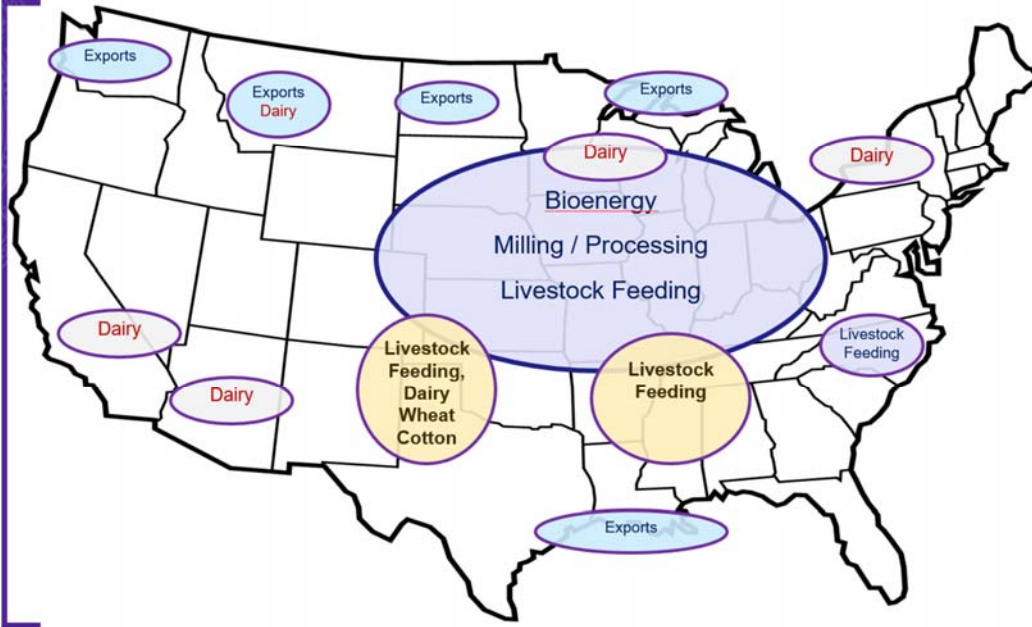 Exports
Exports
Dairy
Exports
Exports
Dairy
Dairy
Bioenergy
Milling / Processing
Livestock Feeding
Dairy
Livestock
Feeding
Livestock
Feeding,
Dairy
Wheat
Cotton
Livestock
Feeding
Dairy
Exports